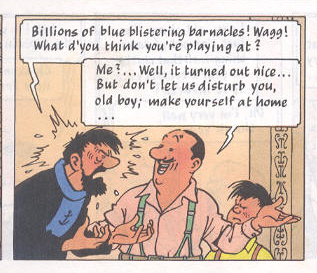 Billions of blue blistering barnacles! Wagg!
What d'you think you're playing at?
Me?...Well, it turned out nice...
But don't let us disturb you,
old boy; make yourself at home
...